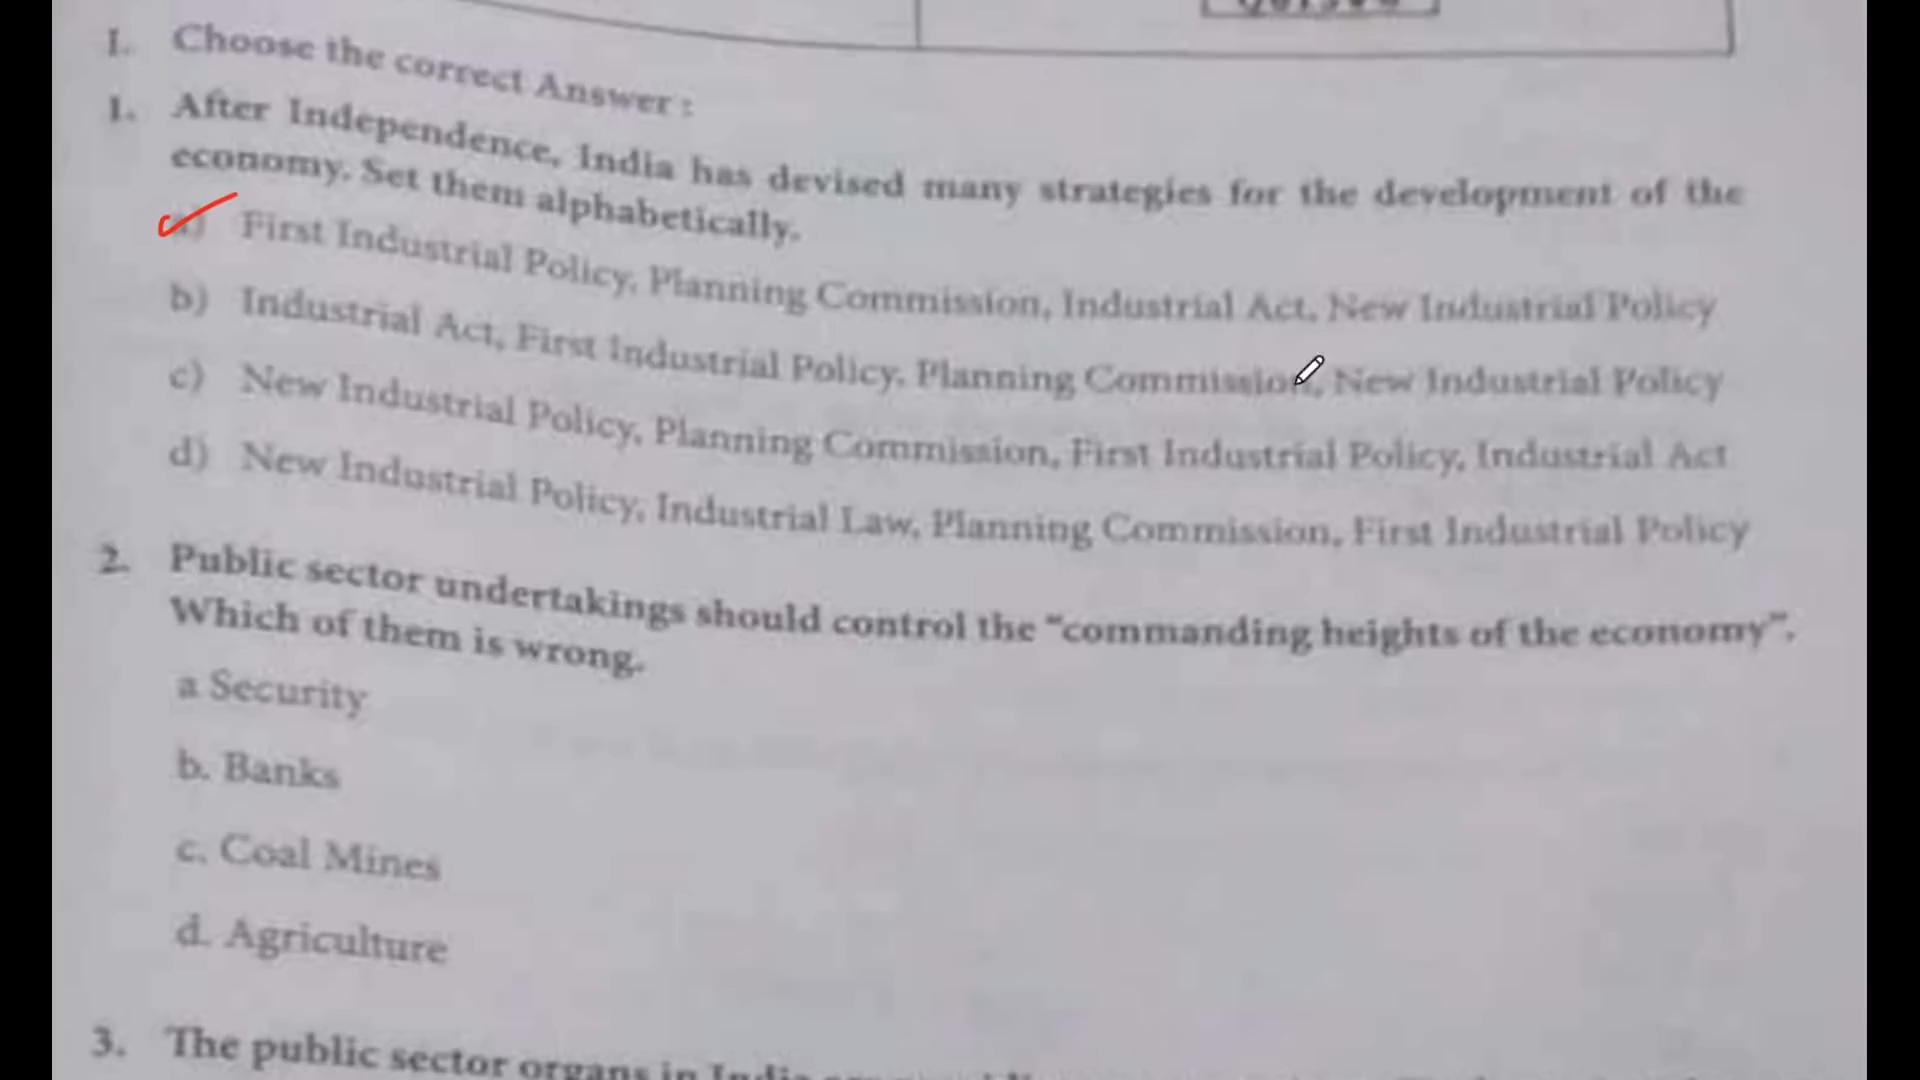 I. Choose the correct Answer :
1. After Independence, India has devised many strategies for the development of the
economy. Set them alphabetically.
a) First Industrial Policy, Planning Commission, Industrial Act, New Industrial Policy
b) Industrial Act, First Industrial Policy, Planning Commission, New Industrial Policy
c) New Industrial Policy, Planning Commission, First Industrial Policy, Industrial Act
d) New Industrial Policy, Industrial Law, Planning Commission, First Industrial Policy
2. Public sector undertakings should control the "commanding heights of the economy".
Which of them is wrong.
a Security
b. Banks
c. Coal Mines
d. Agriculture
3. The public sector organs in India